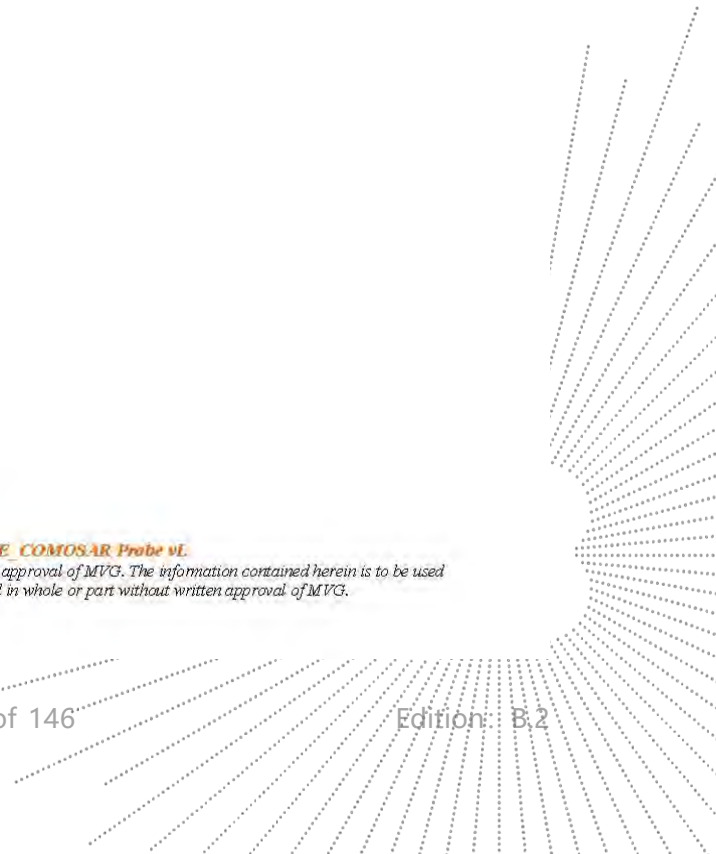 E_COMOSAR Probe vL
approval of MVG. The information contained herein is to be used
in whole or part without written approval of MVG.
of 146
Edition: B.2